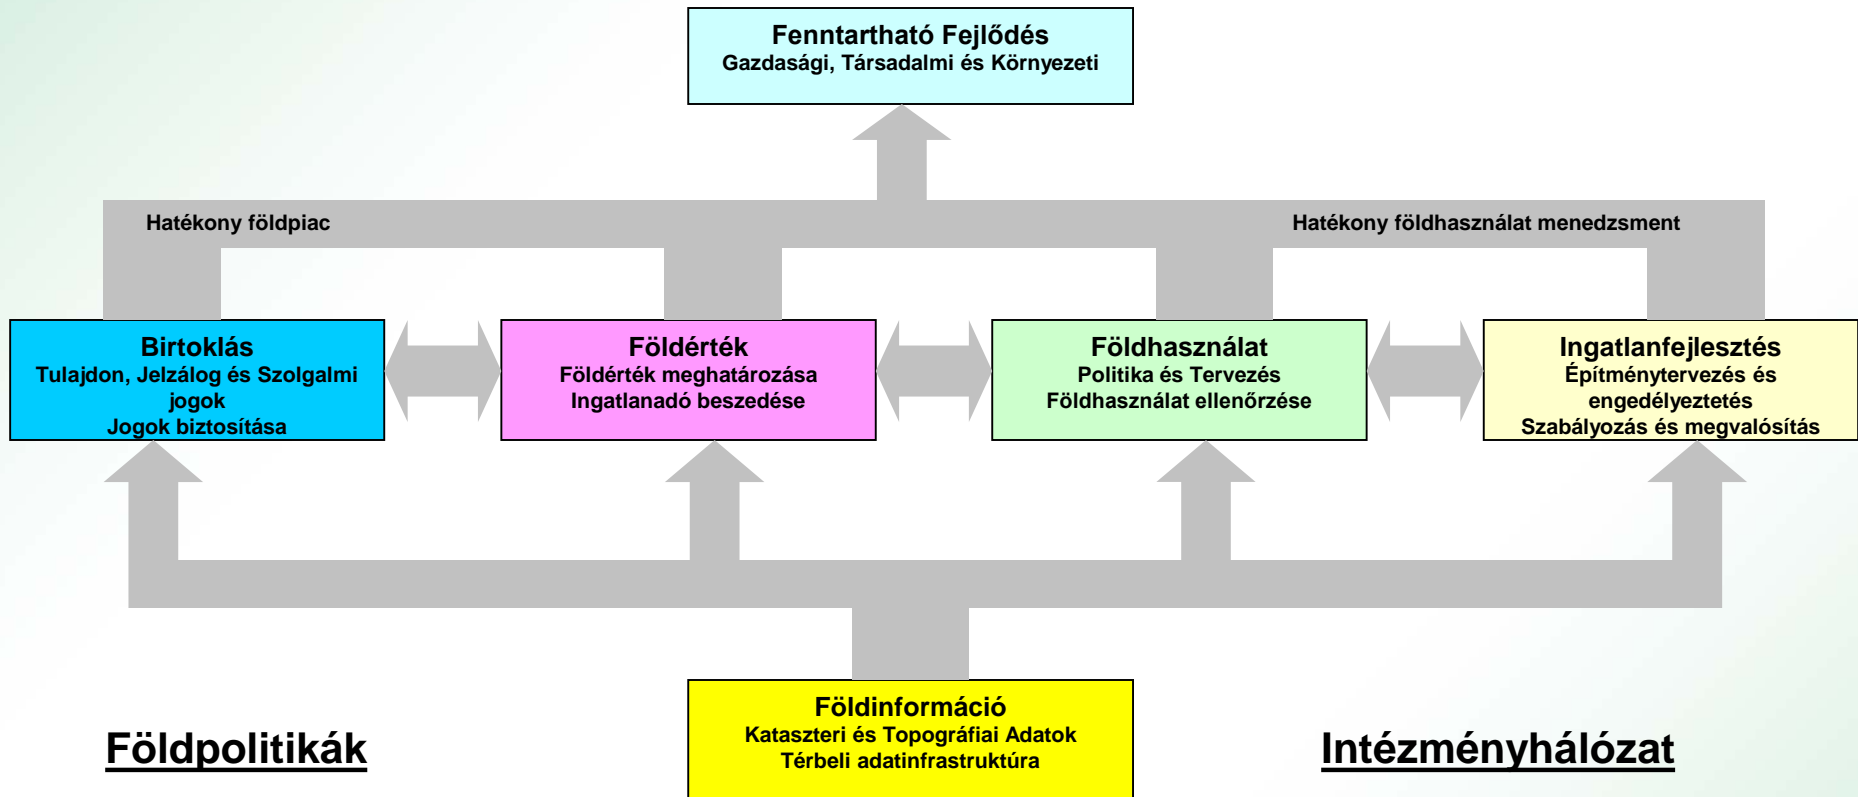 Fenntartható Fejlődés
Gazdasági, Társadalmi és Környezeti
Hatékony földpiac
Hatékony földhasználat menedzsment
Birtoklás
Tulajdon, Jelzálog és Szolgalmi
jogok
Jogok biztosítása
Földérték
Földérték meghatározása
Ingatlanadó beszedése
Földhasználat
Politika és Tervezés
Földhasználat ellenőrzése
Ingatlanfejlesztés
Építménytervezés és
engedélyeztetés
Szabályozás és megvalósítás
Földinformáció
Kataszteri és Topográfiai Adatok
Térbeli adatinfrastruktúra
Földpolitikák
Intézményhálózat